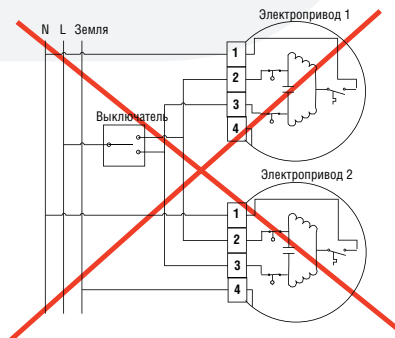 Электропривод 1
N L Земля
1
2
3
4
Выключатель
Электропривод 2
1
2
3
4